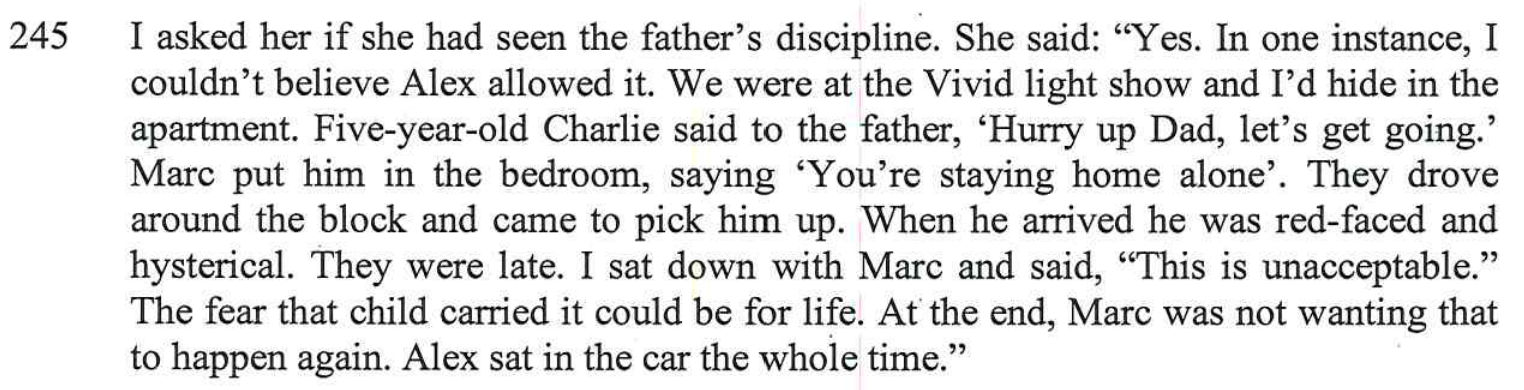 245 I asked her if she had seen the father’s discipline. She said: “Yes. In one instance, I
couldn’t believe Alex allowed it. We were at the Vivid light show and I’d hide in the
apartment. Five-year-old Charlie said to the father, ‘Hurry up Dad, let’s get going.’
Marc put him in the bedroom, saying ‘You’re staying home alone’. They drove
around the block and came to pick him up. When he arrived he was red-faced and
hysterical. They were late. I sat down with Marc and said, “This is unacceptable.”
The fear that child carried it could be for life. At the end, Marc was not wanting that
to happen again. Alex sat in the car the whole time.”